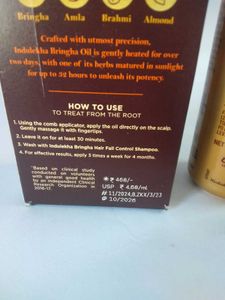 Bringha Amla Brahmi Almond
Crafted with utmost precision,
Indulekha Bringha Oil is gently heated for over
two days, with one of its herbs matured in sunlight
for up to 52 hours to unleash its potency.
HOW TO USE
TO TREAT FROM THE ROOT
1. Using the comb applicator, apply the oil directly on the scalp.
Gently massage it with fingertips.
2. Leave it on for at least 30 minutes.
3. Wash with Indulekha Bringha Hair Fall Control Shampoo.
4. For effective results, apply 3 times a week for 4 months.
*Based on clinical study
conducted on volunteers
with general good health
by an Independent Clinical
Research Organization in
2016-17.
₹ 468/-
USP ₹ 4.68/mL
11/2024,B.ZXX/3/23
10/2026
NET